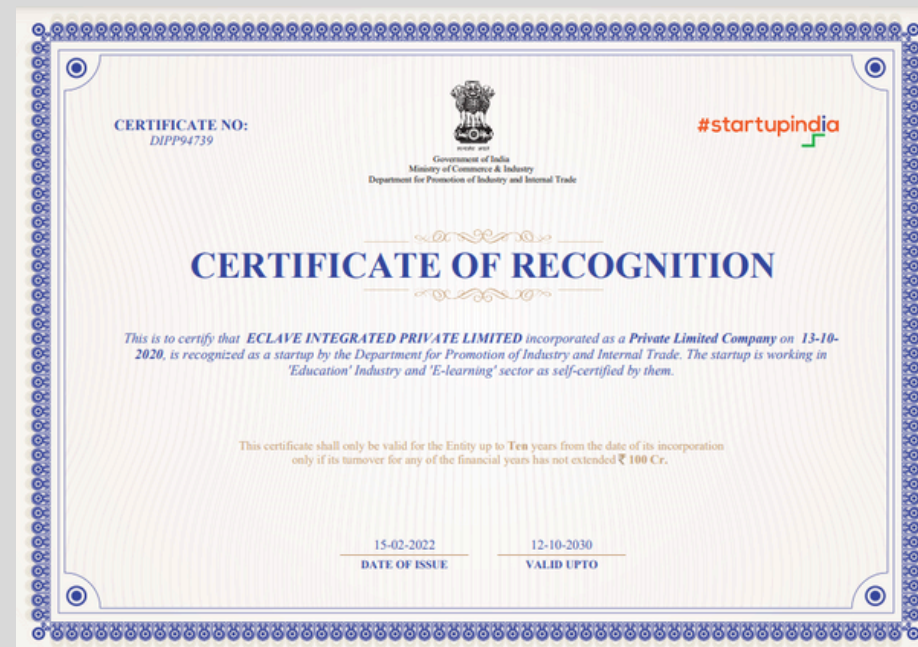 CERTIFICATE NO:
DIPP94739
#startupindia
सत्यमेव जयते
Government of India
Ministry of Commerce & Industry
Department for Promotion of Industry and Internal Trade
CERTIFICATE OF RECOGNITION
This is to certify that ECLAVE INTEGRATED PRIVATE LIMITED incorporated as a Private Limited Company on 13-10-
2020, is recognized as a startup by the Department for Promotion of Industry and Internal Trade. The startup is working in
'Education' Industry and 'E-learning' sector as self-certified by them.
This certificate shall only be valid for the Entity up to Ten years from the date of its incorporation
only if its turnover for any of the financial years has not extended ₹ 100 Cr.
15-02-2022 12-10-2030
DATE OF ISSUE VALID UPTO